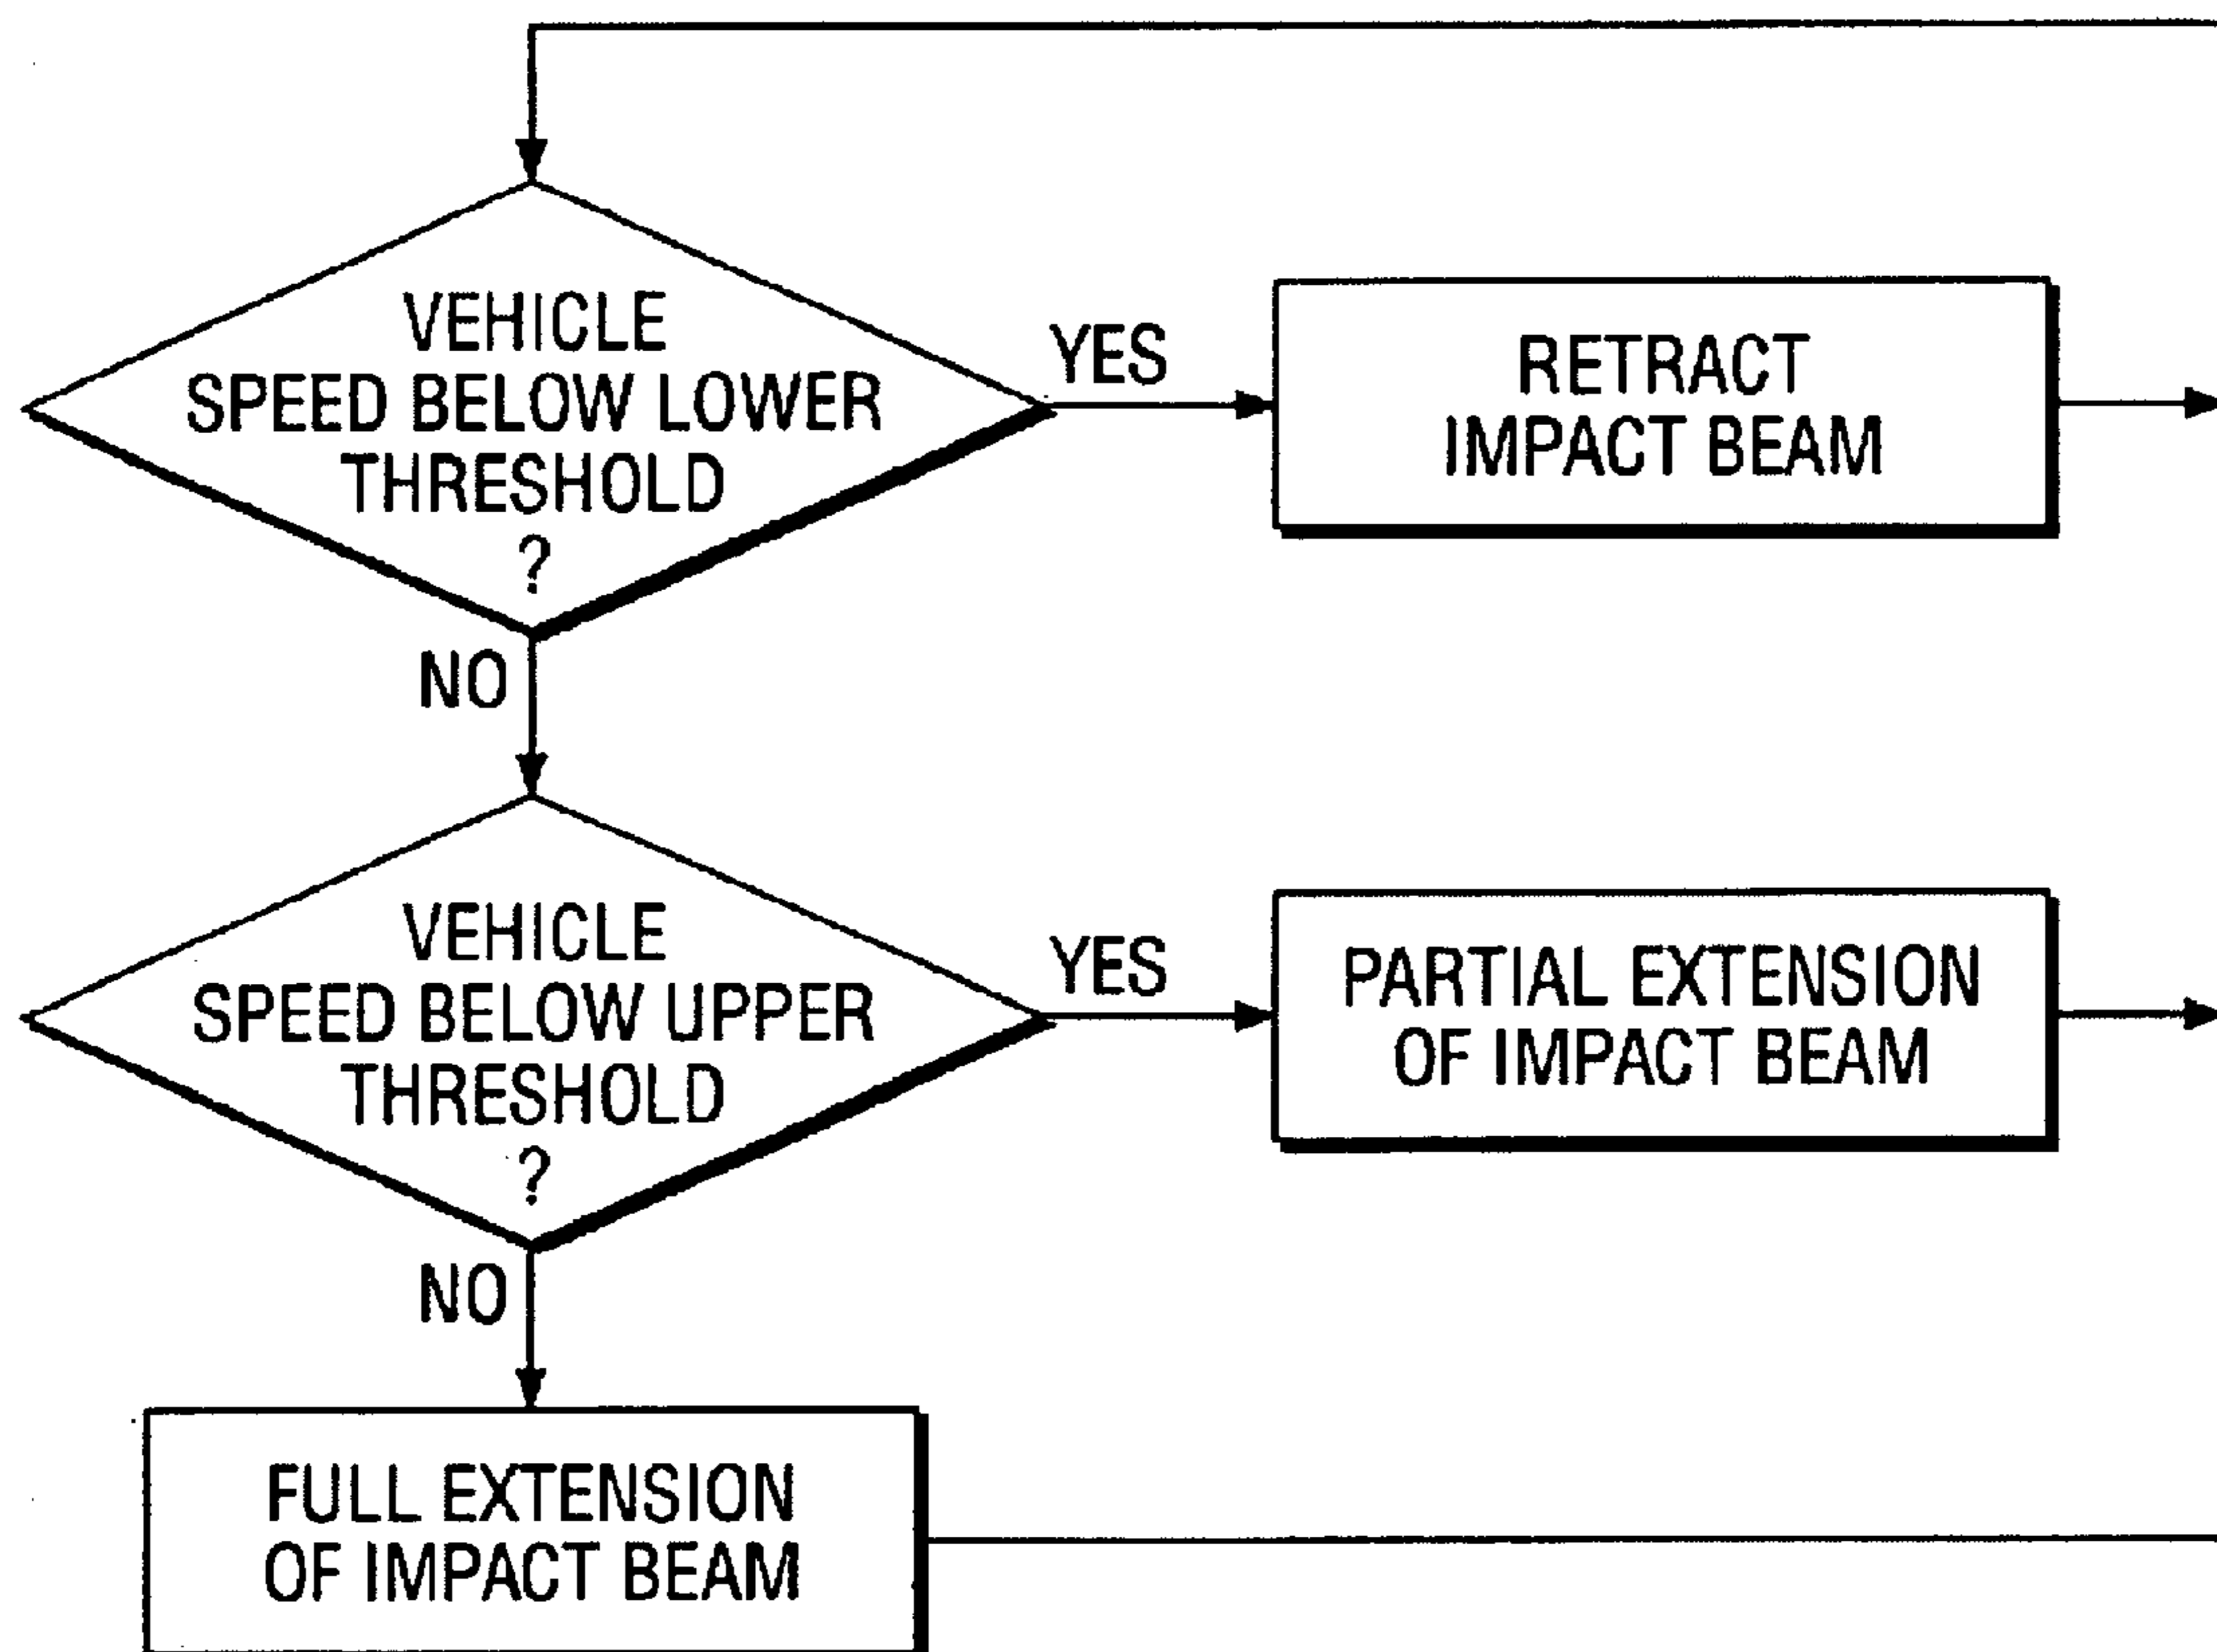 VEHICLE
SPEED BELOW LOWER
THRESHOLD
?
YES
RETRACT
IMPACT BEAM
NO
VEHICLE
SPEED BELOW UPPER
THRESHOLD
?
YES
PARTIAL EXTENSION
OF IMPACT BEAM
NO
FULL EXTENSION
OF IMPACT BEAM